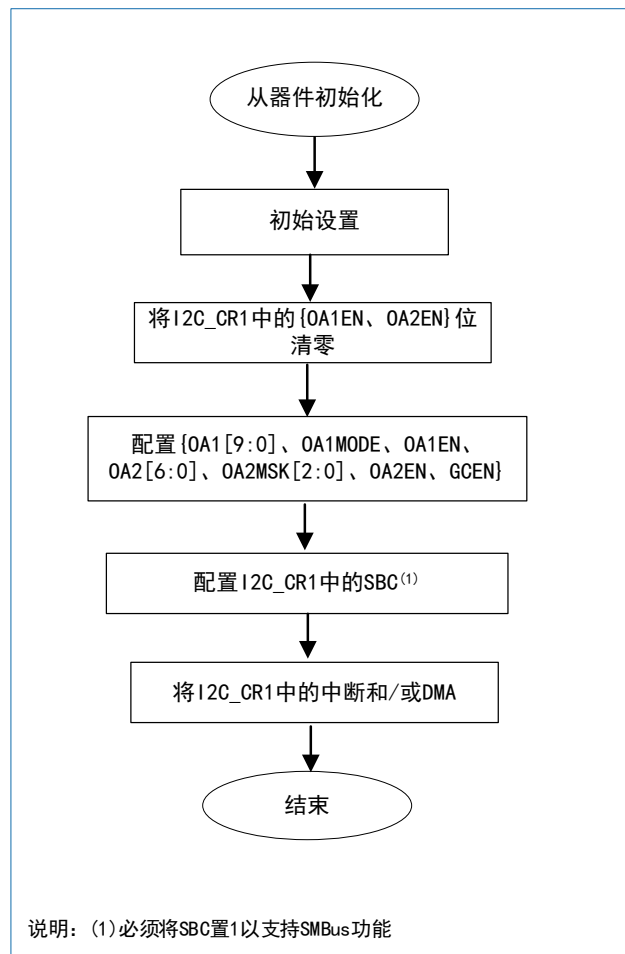 从器件初始化
初始设置
将I2C_CR1中的{OA1EN、OA2EN}位
清零
配置{OA1[9:0]、OA1MODE、OA1EN、
OA2[6:0]、OA2MSK[2:0]、OA2EN、GCEN}
配置I2C_CR1中的SBC(1)
将I2C_CR1中的中断和/或DMA
结束
说明：(1)必须将SBC置1以支持SMBus功能